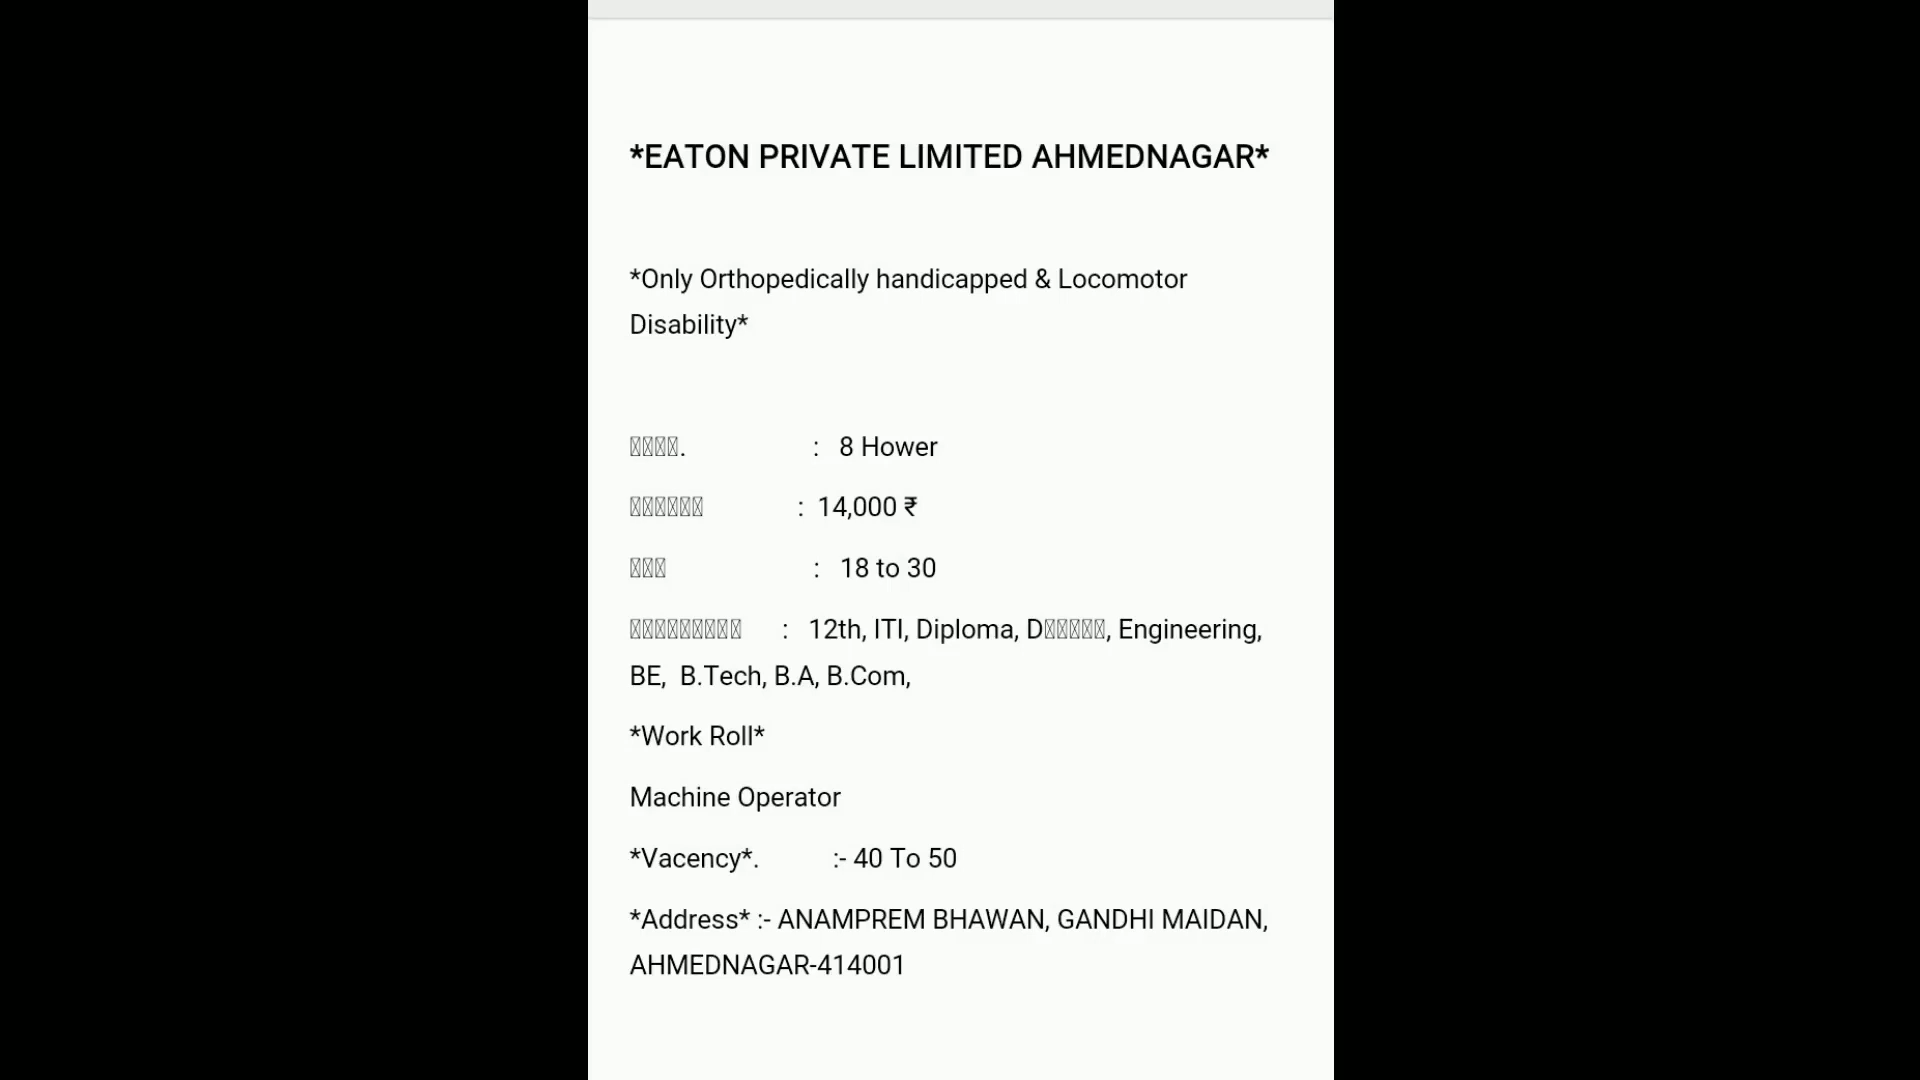 *EATON PRIVATE LIMITED AHMEDNAGAR*
*Only Orthopedically handicapped & Locomotor
Disability*
. : 8 Hower
: 14,000 ₹
: 18 to 30
: 12th, ITI, Diploma, D, Engineering,
BE, B.Tech, B.A, B.Com,
*Work Roll*
Machine Operator
*Vacency*. :- 40 To 50
*Address* :- ANAMPREM BHAWAN, GANDHI MAIDAN,
AHMEDNAGAR-414001